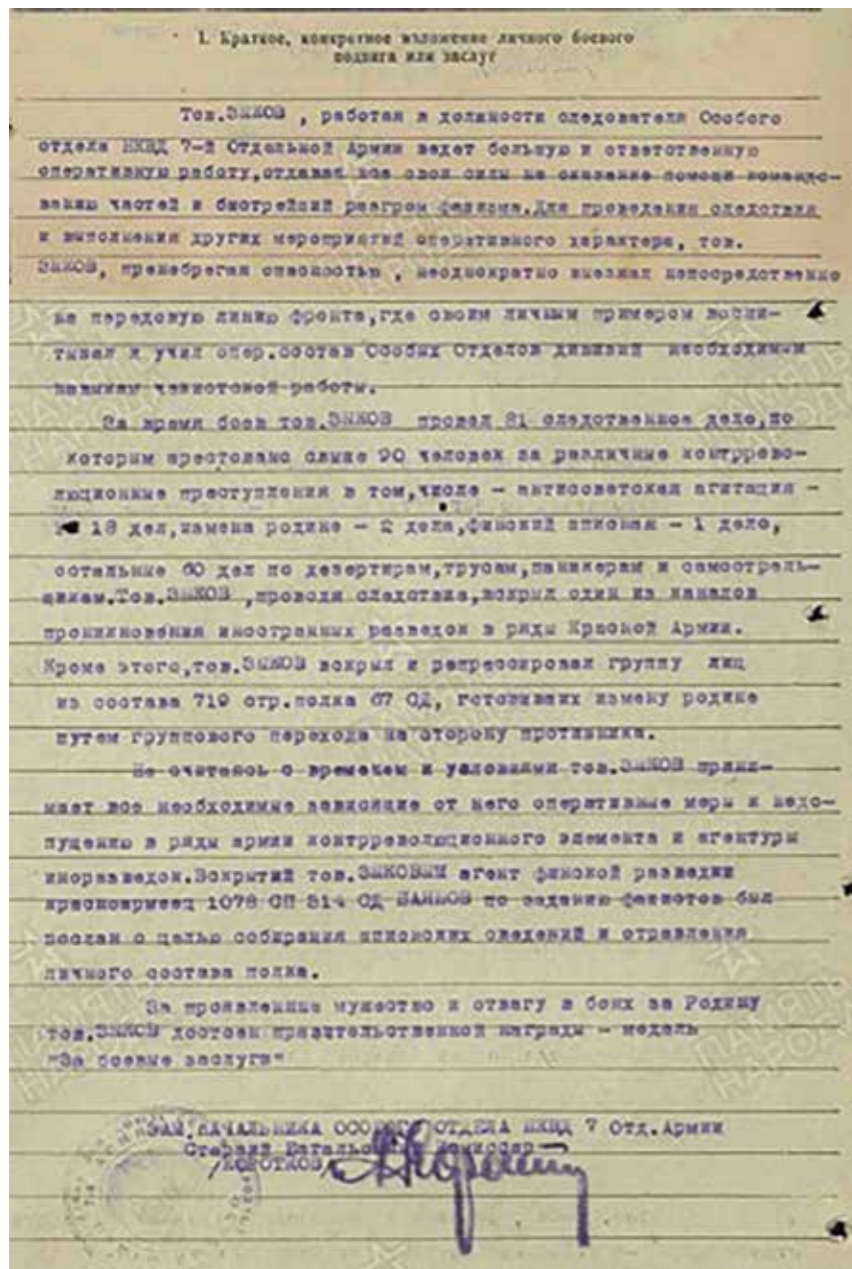 1. Краткое, конкретное изложение личного боевого
подвига или заслуг
Тов.ЗЫКОВ , работая в должности следователя Особого
отдела НКВД 7-й Отдельной Армии ведет большую и ответственную
оперативную работу,отдавая все свои силы на оказание помощи командо-
ванию частей и быстрейший разгром фашизма.Для проведения следствия
и выполнения других мероприятий оперативного характера, тов.
ЗЫКОВ, пренебрегая опасностью , неоднократно выезжал непосредственно
на передовую линию фронта,где своим личным примером воспи-
тывал и учил опер.состав Особых Отделов дивизий необходимым
навыкам чекистской работы.
За время боев тов.ЗЫКОВ провел 81 следственное дело,по
которым арестовано свыше 90 человек за различные контррево-
люционные преступления в том,числе – антисоветская агитация –
18 дел,измена родине – 2 дела,финский шпионаж – 1 дело,
остальные 60 дел по дезертирам,трусам,паникерам и самострель-
щикам.Тов.ЗЫКОВ ,проводя следствие,вскрыл один из каналов
проникновения иностранных разведок в ряды Красной Армии.
Кроме этого,тов.ЗЫКОВ вскрыл и репрессировал группу лиц
из состава 719 стр.полка 67 СД, готовивших измену родине
путем группового перехода на сторону противника.
Не считаясь с временем и условиями тов.ЗЫКОВ прини-
мает все необходимые зависящие от него оперативные меры к недо-
пущению в ряды армии контрреволюционного элемента и агентуры
иноразведок.Вскрытый тов.ЗЫКОВЫМ агент финской разведки
красноармеец 1078 СП 314 СД по заданию фашистов был
послан с целью собирания шпионских сведений и отравления
личного состава полка.
За проявленные мужество и отвагу в боях за Родину
тов.ЗЫКОВ достоин правительственной награды – медаль
"За боевые заслуги"
ЗАМ.НАЧАЛЬНИКА ОСОБОГО ОТДЕЛА НКВД 7 Отд.Армии
Старший Батальонный Комиссар
/КОРОТКОВ/
ПАМЯТЬ НАРОДА